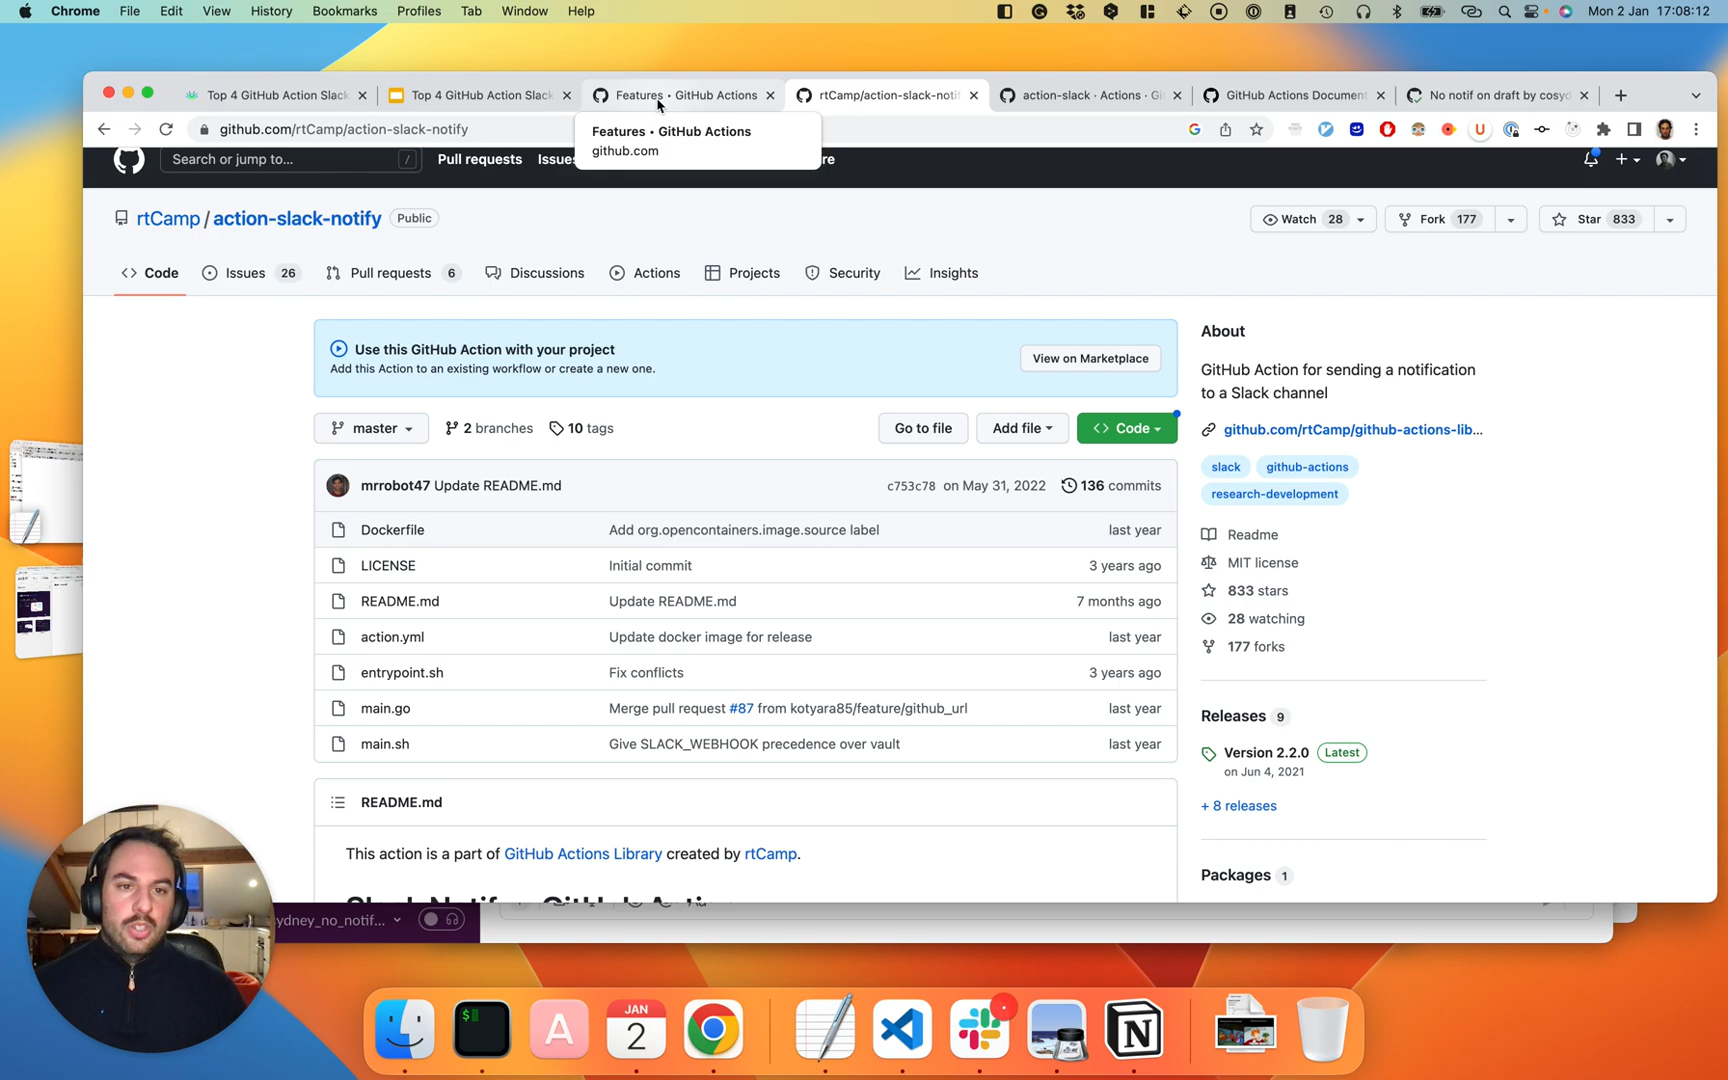 Chrome File Edit View History Bookmarks Profiles Tab Window Help Mon 2 Jan 17:08:12
Top 4 GitHub Action Slack Top 4 GitHub Action Slack Features • GitHub Actions rtCamp/action-slack-notif action-slack · Actions · Gi GitHub Actions Document No notif on draft by cosyd
github.com/rtCamp/action-slack-notify
Features • GitHub Actions
github.com
Search or jump to... / Pull requests Issues re
rtCamp / action-slack-notify Public
Watch 28 Fork 177 Star 833
Code Issues 26 Pull requests 6 Discussions Actions Projects Security Insights
Use this GitHub Action with your project
Add this Action to an existing workflow or create a new one.
View on Marketplace
master 2 branches 10 tags Go to file Add file Code
mrrobot47 Update README.md c753c78 on May 31, 2022 136 commits
Dockerfile Add org.opencontainers.image.source label last year
LICENSE Initial commit 3 years ago
README.md Update README.md 7 months ago
action.yml Update docker image for release last year
entrypoint.sh Fix conflicts 3 years ago
main.go Merge pull request #87 from kotyara85/feature/github_url last year
main.sh Give SLACK_WEBHOOK precedence over vault last year
README.md
This action is a part of GitHub Actions Library created by rtCamp.
Slack Notify - GitHub Action
About
GitHub Action for sending a notification
to a Slack channel
github.com/rtCamp/github-actions-lib...
slack github-actions
research-development
Readme
MIT license
833 stars
28 watching
177 forks
Releases 9
Version 2.2.0 Latest
on Jun 4, 2021
+ 8 releases
Packages 1
ydney_no_notif...
JAN
2